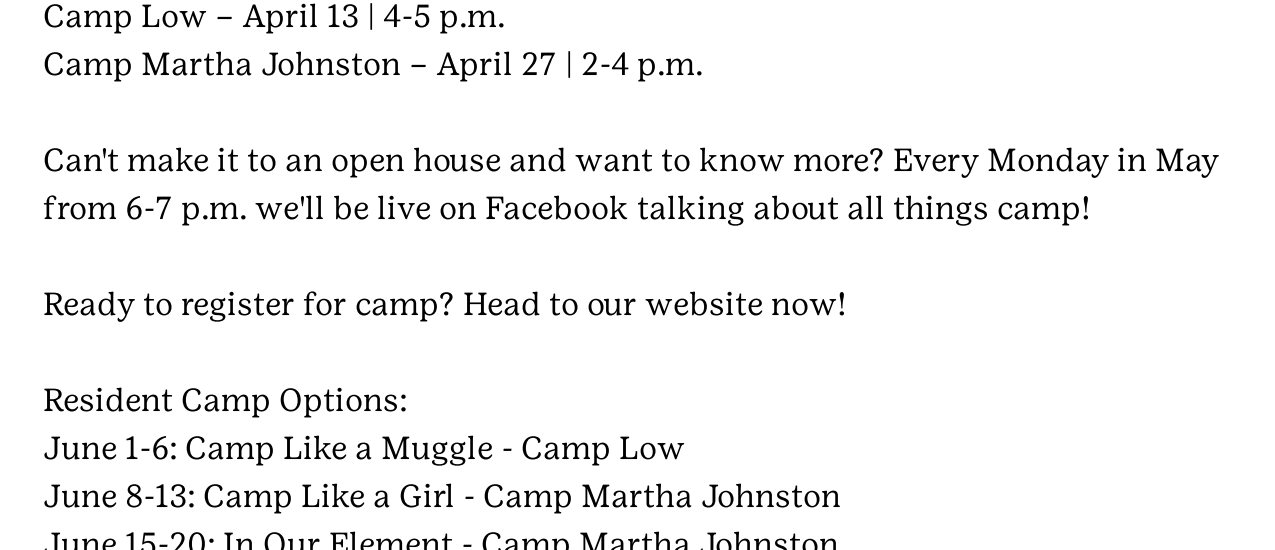 Camp Low – April 13 | 4-5 p.m.
Camp Martha Johnston – April 27 | 2-4 p.m.
Can't make it to an open house and want to know more? Every Monday in May
from 6-7 p.m. we'll be live on Facebook talking about all things camp!
Ready to register for camp? Head to our website now!
Resident Camp Options:
June 1-6: Camp Like a Muggle - Camp Low
June 8-13: Camp Like a Girl - Camp Martha Johnston
June 15-20: In Our Element - Camp Martha Johnston